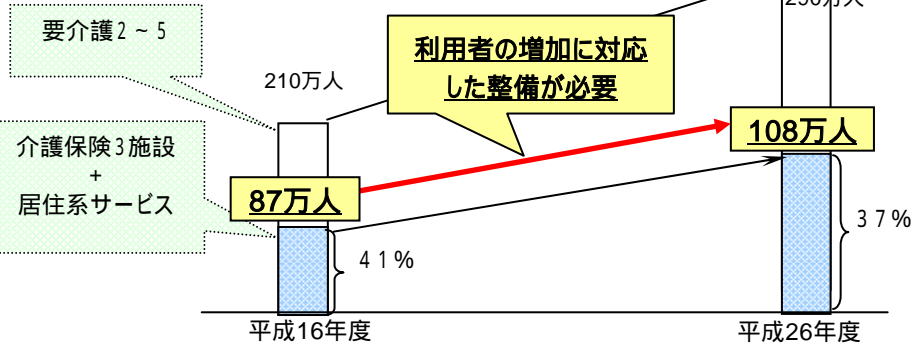 要介護2~5
210万人
利用者の増加に対応
した整備が必要
介護保険3施設
+
居住系サービス
87万人
108万人
41%
37%
平成16年度
平成26年度